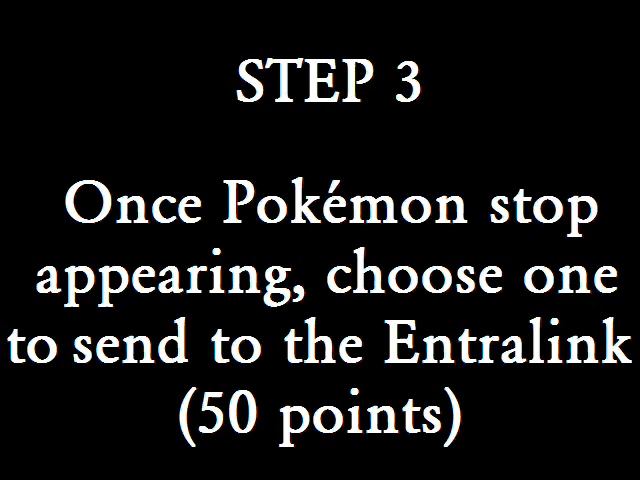 STEP 3
Once Pokémon stop
appearing, choose one
to send to the Entralink
(50 points)